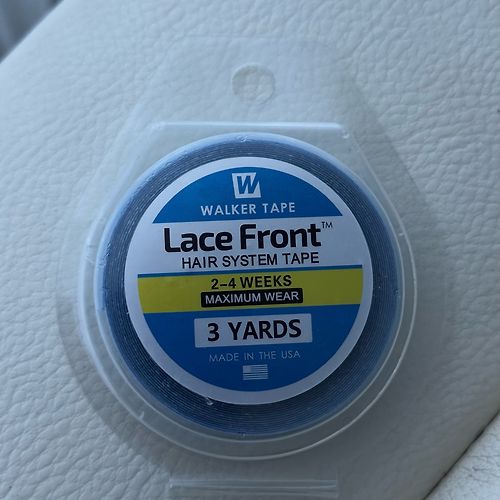 W
WALKER TAPE
Lace Front™
HAIR SYSTEM TAPE
2-4 WEEKS
MAXIMUM WEAR
3 YARDS
MADE IN THE USA